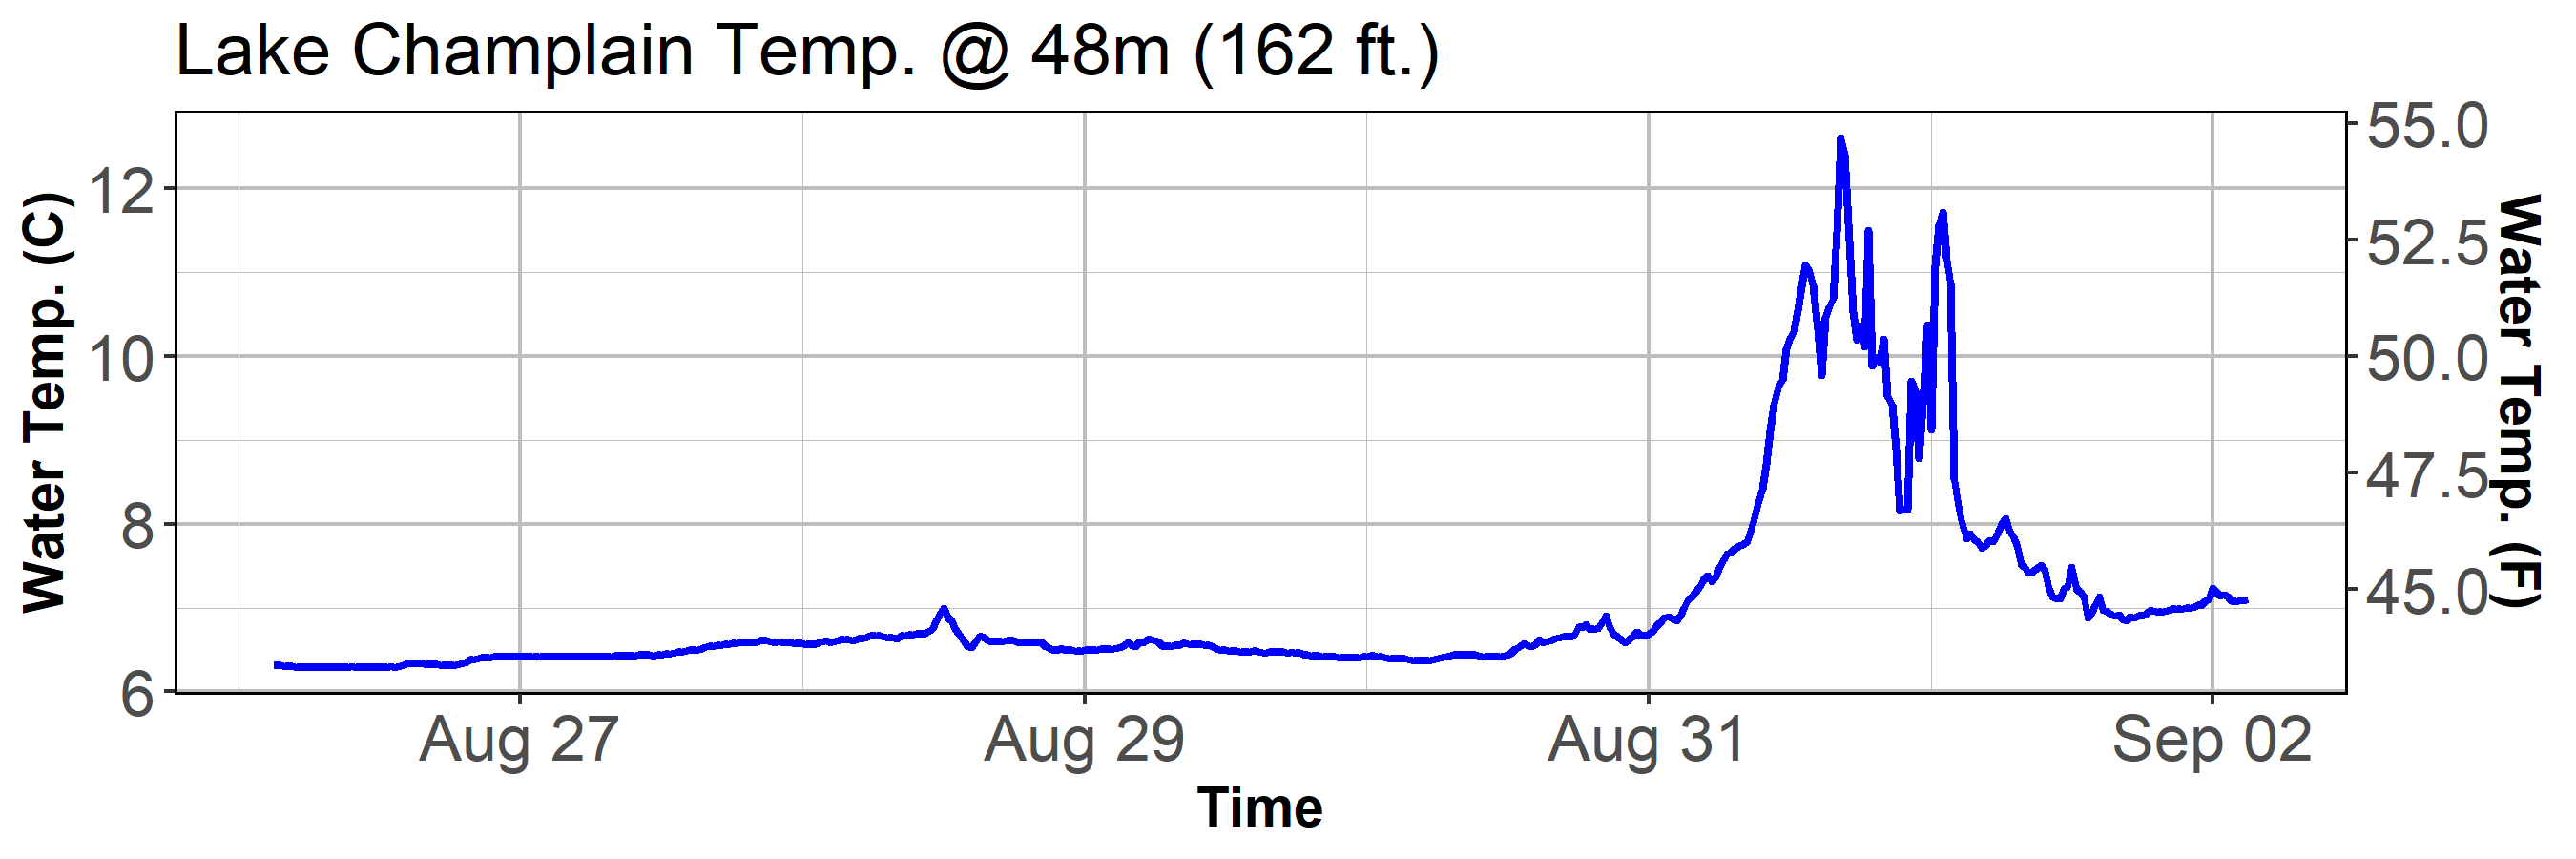 Lake Champlain Temp. @ 48m (162 ft.)
Water Temp. (C)
12
10
8
6
55.0
52.5
50.0
47.5
45.0
Water Temp. (F)
Aug 27 Aug 29 Aug 31 Sep 02
Time